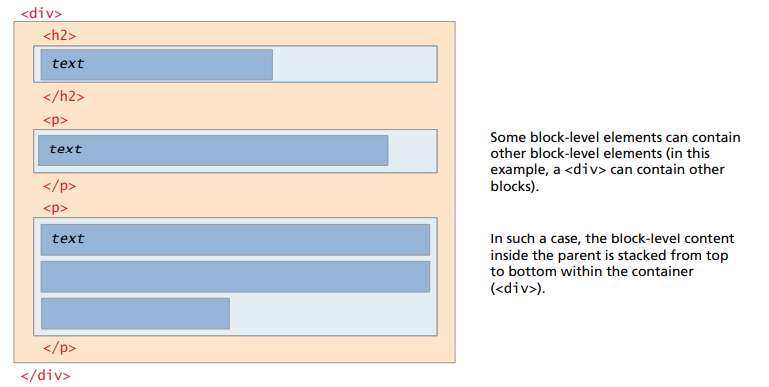 <div>
<h2>
text
</h2>
<p>
text
</p>
<p>
text
</p>
</div>
Some block-level elements can contain
other block-level elements (in this
example, a <div> can contain other
blocks).
In such a case, the block-level content
inside the parent is stacked from top
to bottom within the container
(<div>).